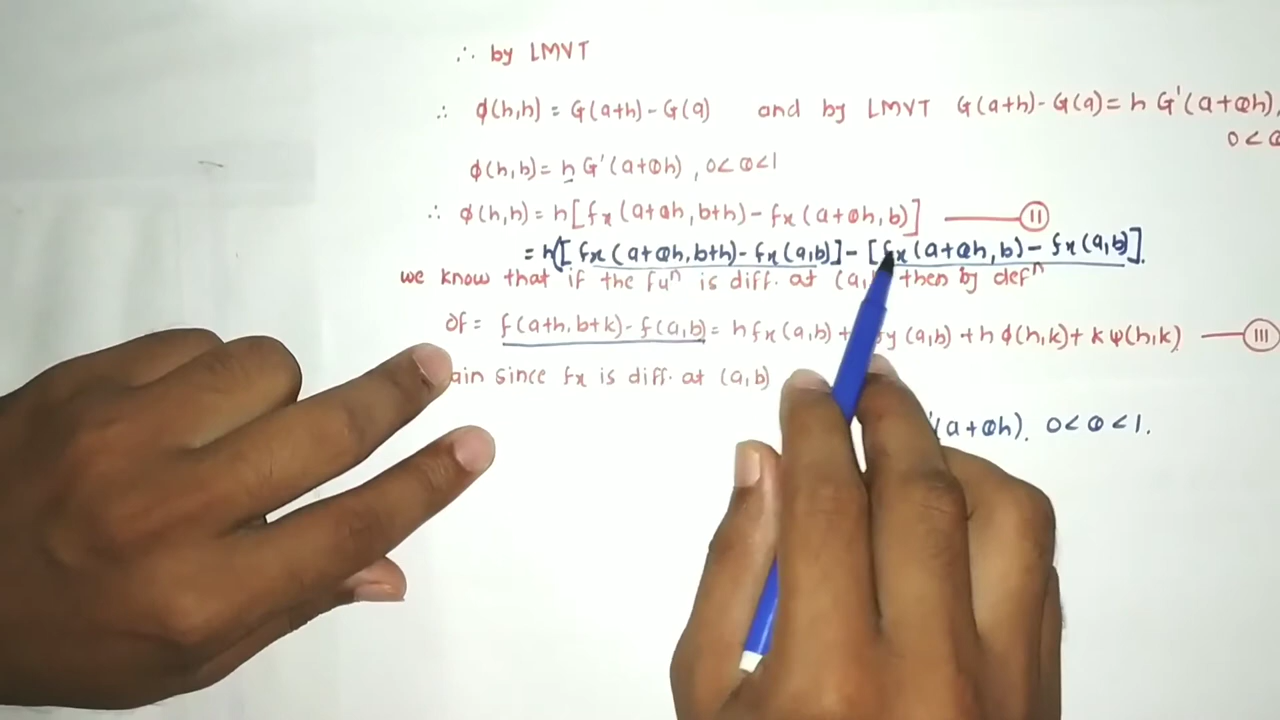 ∴ by LMVT
∴ ϕ(h,h) = G(a+h) - G(a) and by LMVT G(a+h) - G(a) = h G'(a+θh),
0<θ
ϕ(h,h) = h G'(a+θh) , 0<θ<1
∴ ϕ(h,h) = h[fx(a+θh, b+h) - fx(a+θh, b)] —— II
= h([fx(a+θh, b+h) - fx(a,b)] - [fx(a+θh, b) - fx(a,b)].
we know that if the fuⁿ is diff. at (a, then by defⁿ
∂f = f(a+h, b+k) - f(a,b) = h fx(a,b) + y (a,b) + h ϕ(h,k) + k ψ(h,k) —— III
ain since fx is diff. at (a,b)
'(a+θh). 0<θ<1.